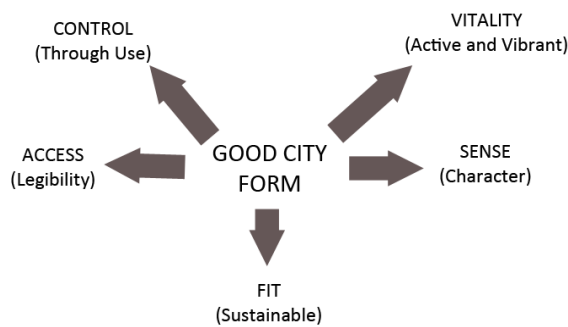 CONTROL
(Through Use)
VITALITY
(Active and Vibrant)
ACCESS
(Legibility)
GOOD CITY
FORM
SENSE
(Character)
FIT
(Sustainable)